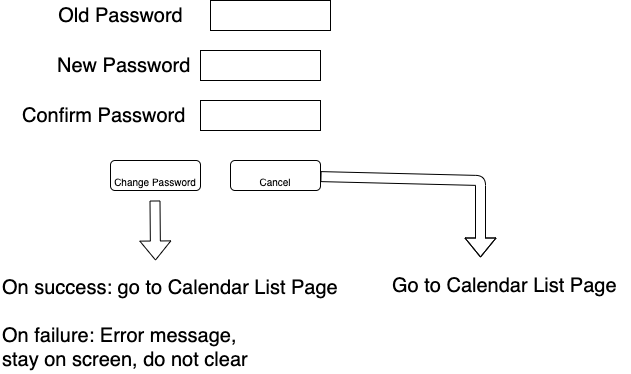 Old Password
New Password
Confirm Password
Change Password
Cancel
On success: go to Calendar List Page
Go to Calendar List Page
On failure: Error message,
stay on screen, do not clear